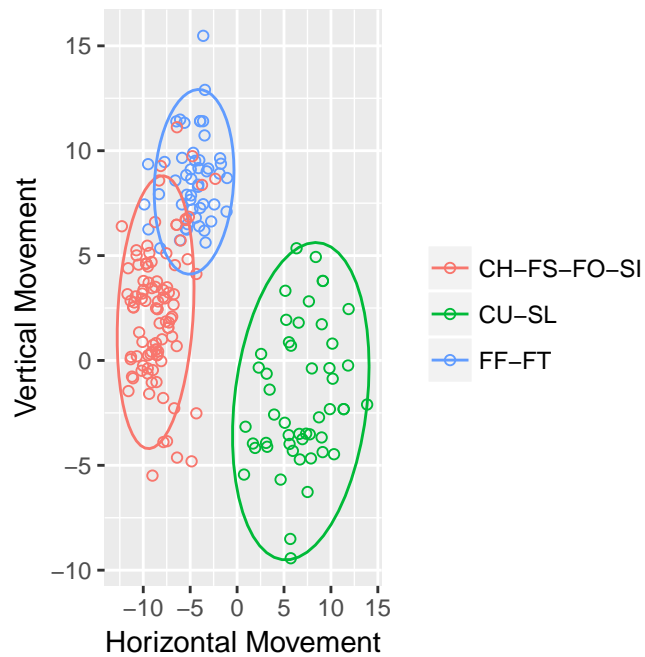 15
10
5
0
−5
−10
−10 −5 0 5 10 15
Horizontal Movement
Vertical Movement
CH−FS−FO−SI
CU−SL
FF−FT